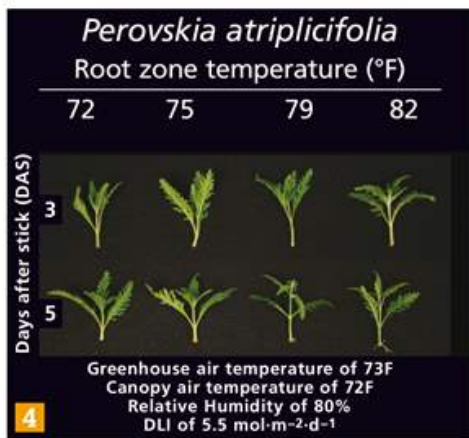 Perovskia atriplicifolia
Root zone temperature (°F)
72 75 79 82
Days after stick (DAS)
3
5
Greenhouse air temperature of 73F
Canopy air temperature of 72F
Relative Humidity of 80%
DLI of 5.5 mol·m−2·d−1
4